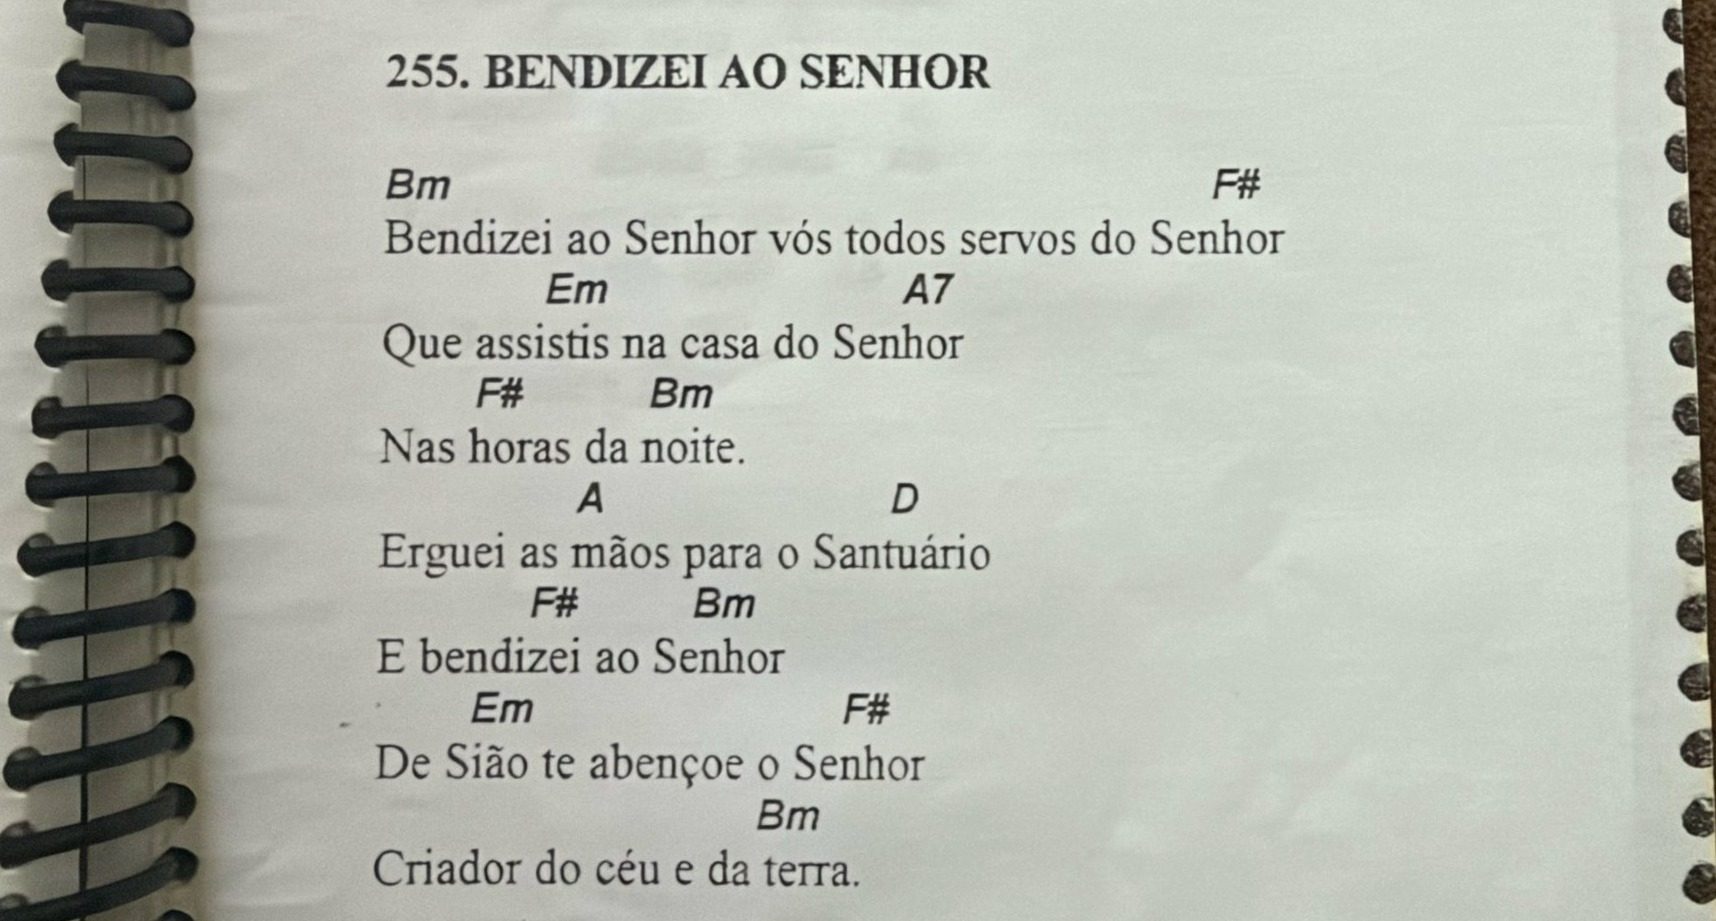 255. BENDIZEI AO SENHOR
Bm F#
Bendizei ao Senhor vós todos servos do Senhor
Em A7
Que assistis na casa do Senhor
F# Bm
Nas horas da noite.
A D
Erguei as mãos para o Santuário
F# Bm
E bendizei ao Senhor
Em F#
De Sião te abençoe o Senhor
Bm
Criador do céu e da terra.